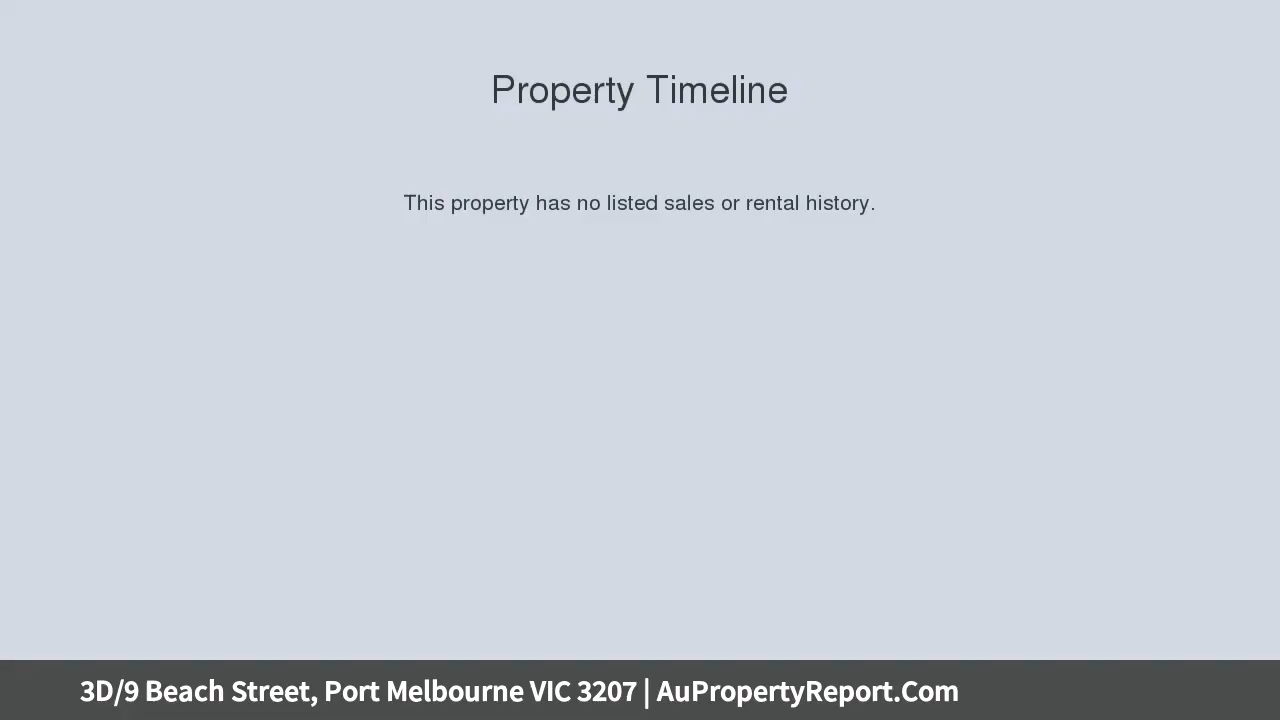 Property Timeline
This property has no listed sales or rental history.
3D/9 Beach Street, Port Melbourne VIC 3207 | AuPropertyReport.Com